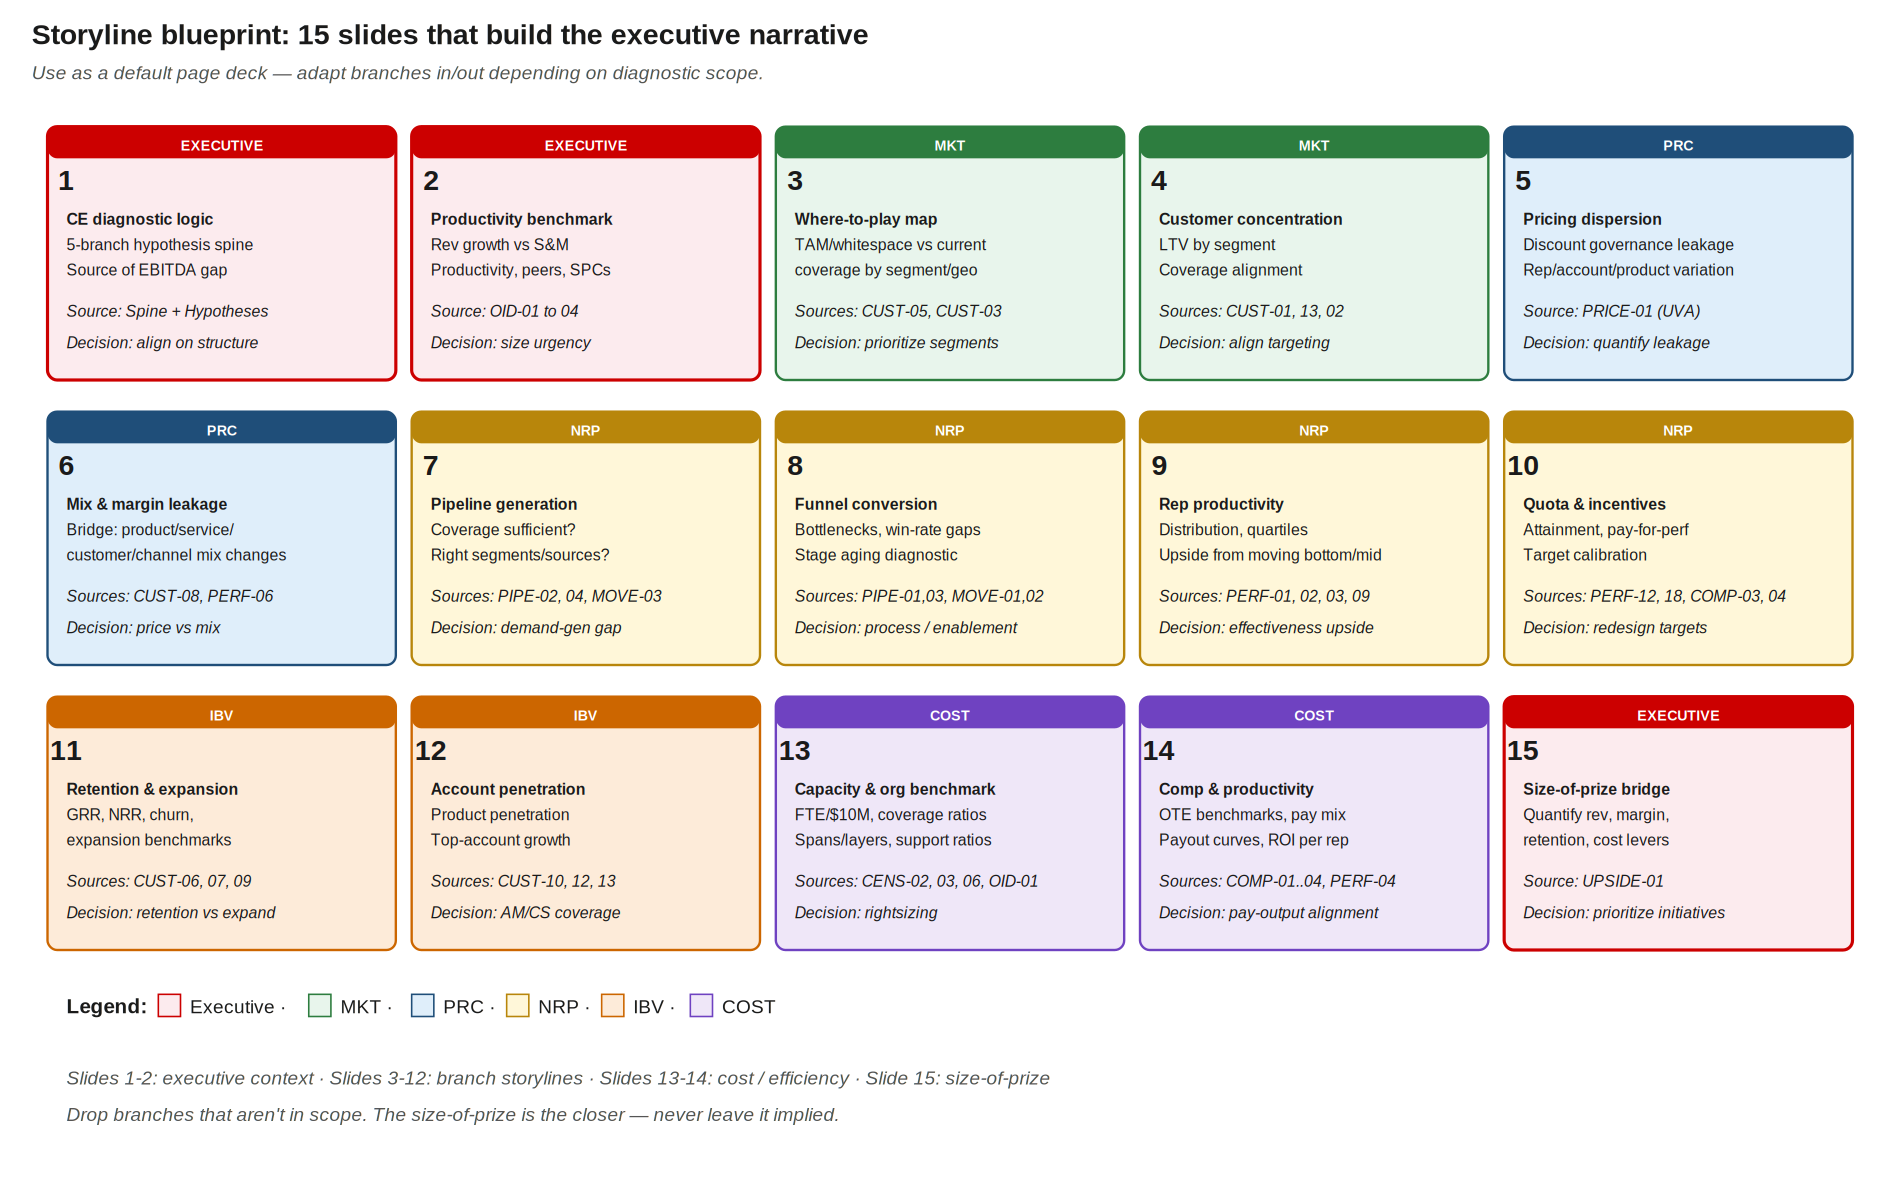 Storyline blueprint: 15 slides that build the executive narrative
Use as a default page deck — adapt branches in/out depending on diagnostic scope.
EXECUTIVE
1
CE diagnostic logic
5-branch hypothesis spine
Source of EBITDA gap
Source: Spine + Hypotheses
Decision: align on structure
EXECUTIVE
2
Productivity benchmark
Rev growth vs S&M
Productivity, peers, SPCs
Source: OID-01 to 04
Decision: size urgency
MKT
3
Where-to-play map
TAM/whitespace vs current
coverage by segment/geo
Sources: CUST-05, CUST-03
Decision: prioritize segments
MKT
4
Customer concentration
LTV by segment
Coverage alignment
Sources: CUST-01, 13, 02
Decision: align targeting
PRC
5
Pricing dispersion
Discount governance leakage
Rep/account/product variation
Source: PRICE-01 (UVA)
Decision: quantify leakage
PRC
6
Mix & margin leakage
Bridge: product/service/
customer/channel mix changes
Sources: CUST-08, PERF-06
Decision: price vs mix
NRP
7
Pipeline generation
Coverage sufficient?
Right segments/sources?
Sources: PIPE-02, 04, MOVE-03
Decision: demand-gen gap
NRP
8
Funnel conversion
Bottlenecks, win-rate gaps
Stage aging diagnostic
Sources: PIPE-01,03, MOVE-01,02
Decision: process / enablement
NRP
9
Rep productivity
Distribution, quartiles
Upside from moving bottom/mid
Sources: PERF-01, 02, 03, 09
Decision: effectiveness upside
NRP
10
Quota & incentives
Attainment, pay-for-perf
Target calibration
Sources: PERF-12, 18, COMP-03, 04
Decision: redesign targets
IBV
11
Retention & expansion
GRR, NRR, churn,
expansion benchmarks
Sources: CUST-06, 07, 09
Decision: retention vs expand
IBV
12
Account penetration
Product penetration
Top-account growth
Sources: CUST-10, 12, 13
Decision: AM/CS coverage
COST
13
Capacity & org benchmark
FTE/$10M, coverage ratios
Spans/layers, support ratios
Sources: CENS-02, 03, 06, OID-01
Decision: rightsizing
COST
14
Comp & productivity
OTE benchmarks, pay mix
Payout curves, ROI per rep
Sources: COMP-01..04, PERF-04
Decision: pay-output alignment
EXECUTIVE
15
Size-of-prize bridge
Quantify rev, margin,
retention, cost levers
Source: UPSIDE-01
Decision: prioritize initiatives
Legend: Executive · MKT · PRC · NRP · IBV · COST
Slides 1-2: executive context · Slides 3-12: branch storylines · Slides 13-14: cost / efficiency · Slide 15: size-of-prize
Drop branches that aren't in scope. The size-of-prize is the closer — never leave it implied.